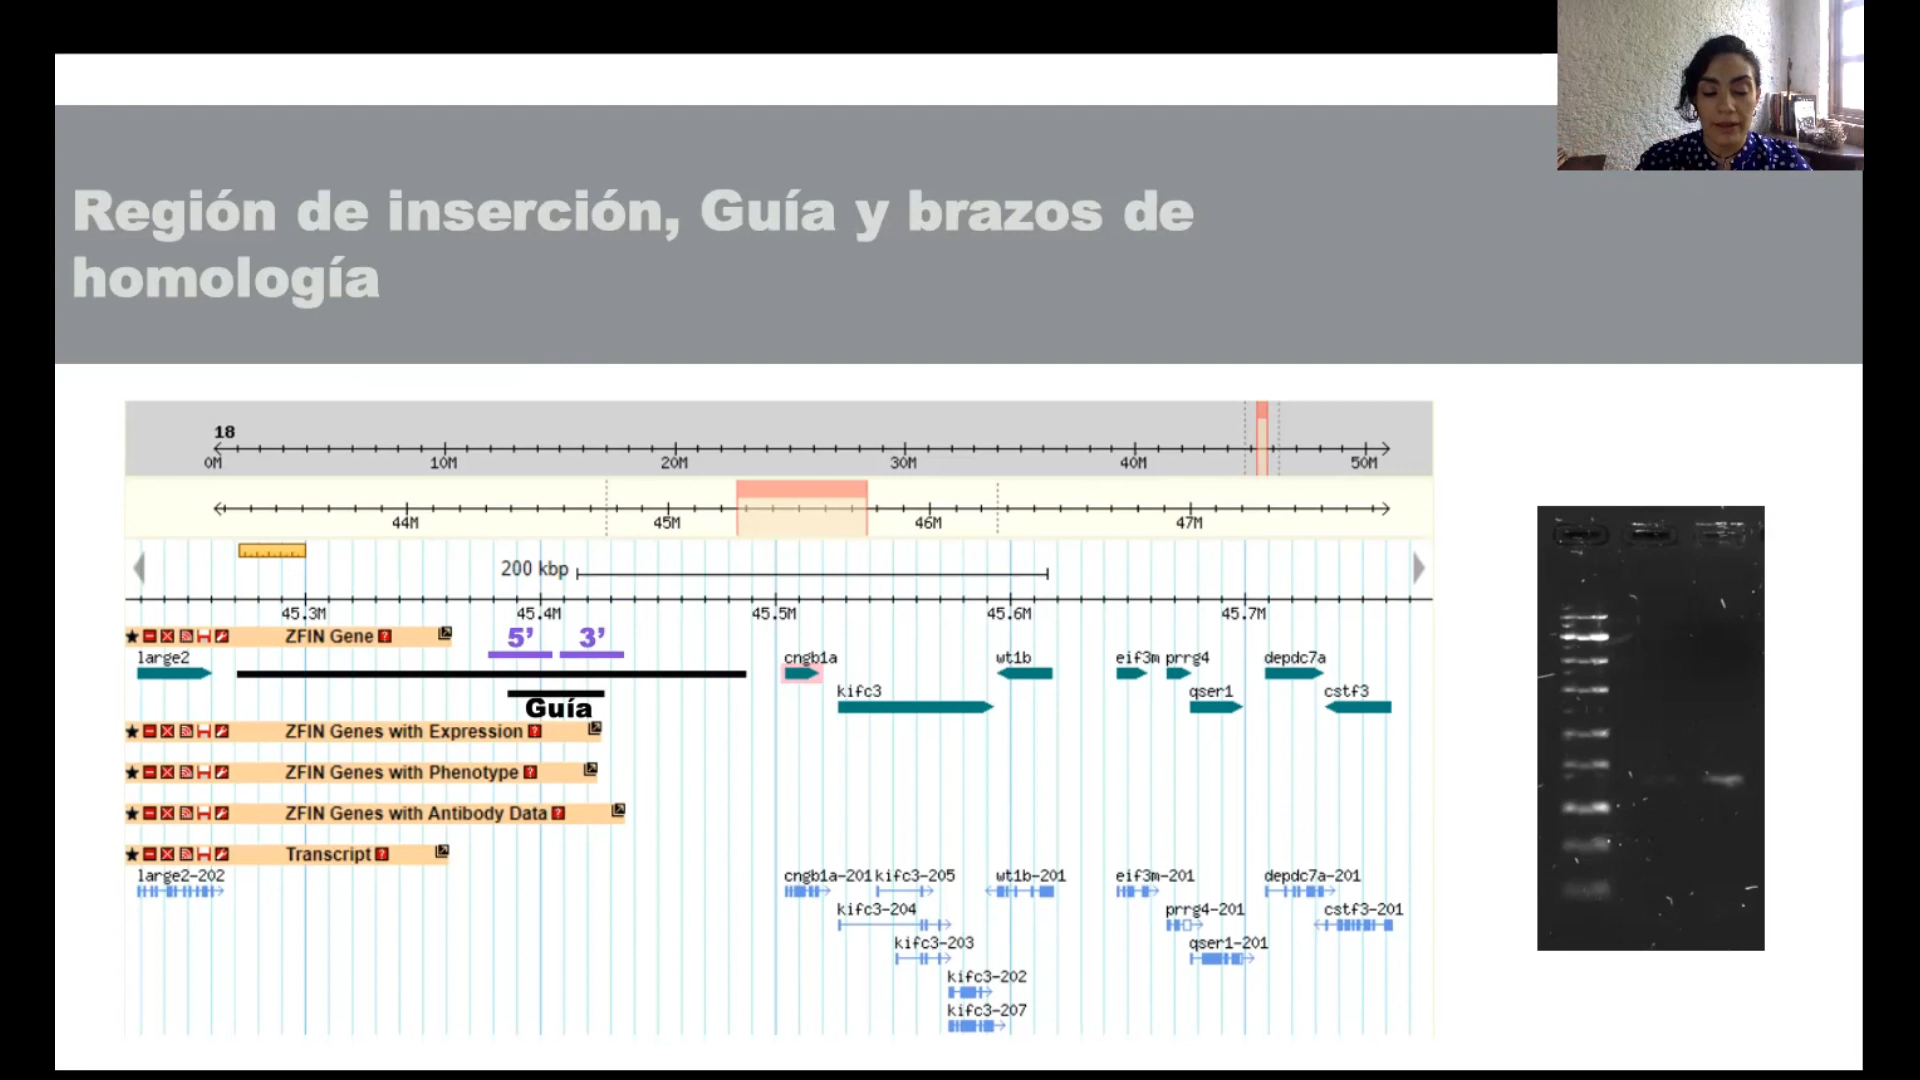 Región de inserción, Guía y brazos de
homología
18
0M 10M 20M 30M 40M 50M
44M 45M 46M 47M
200 kbp
45.3M 45.4M 45.5M 45.6M 45.7M
ZFIN Gene ?
5’ 3’
large2 cngb1a wt1b eif3m prrg4 depdc7a
kifc3 qser1 cstf3
Guía
ZFIN Genes with Expression ?
ZFIN Genes with Phenotype ?
ZFIN Genes with Antibody Data ?
Transcript ?
large2-202 cngb1a-201 kifc3-205 wt1b-201 eif3m-201 depdc7a-201
kifc3-204 prrg4-201 cstf3-201
kifc3-203 qser1-201
kifc3-202
kifc3-207